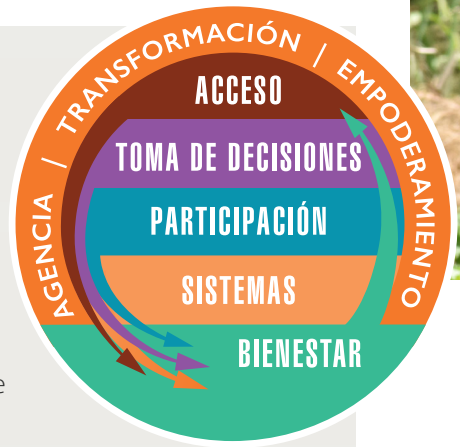 AGENCIA | TRANSFORMACIÓN | EMPODERAMIENTO
ACCESO
TOMA DE DECISIONES
PARTICIPACIÓN
SISTEMAS
BIENESTAR
e